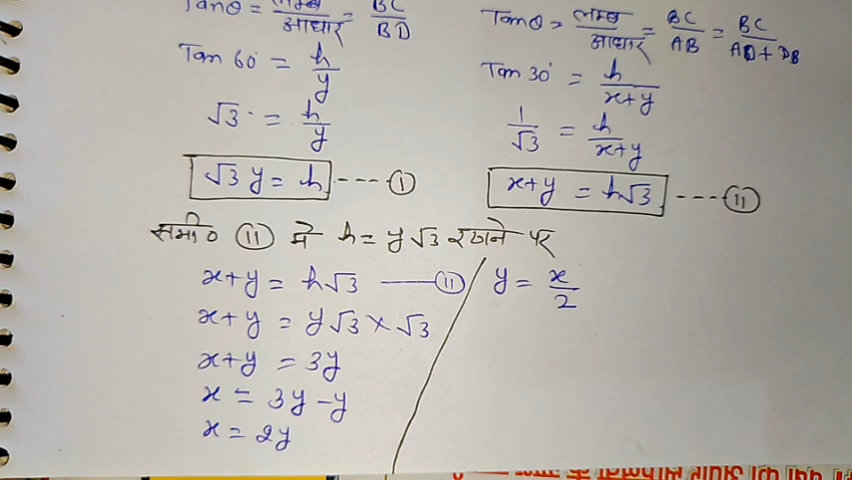 Tanθ = लम्ब/आधार = BC/BD
Tan 60° = h/y
√3 = h/y
√3 y = h ---- (I)
Tanθ = लम्ब/आधार = BC/AB = BC/AD+DB
Tan 30° = h/x+y
1/√3 = h/x+y
x+y = h√3 ---- (II)
समी० (II) मे h = y √3 रखने पर
x+y = h√3 —— (II)
x+y = y√3 × √3
x+y = 3y
x = 3y - y
x = 2y
y = x/2